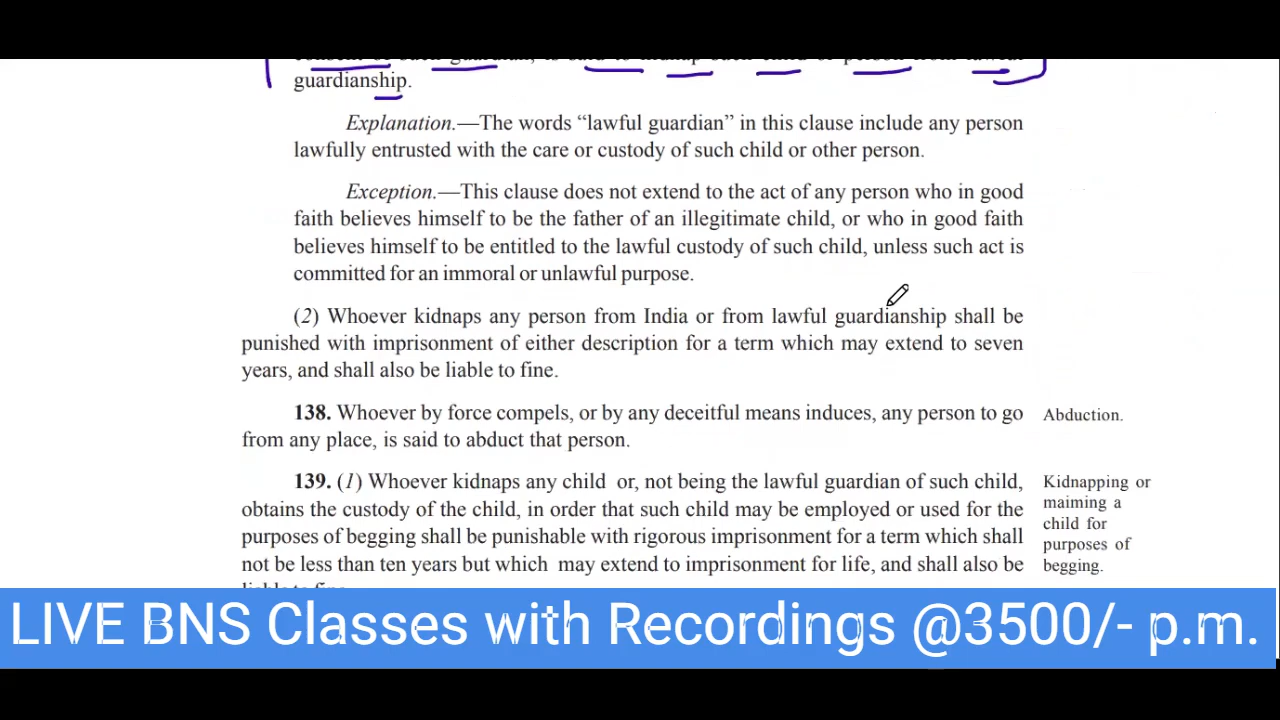 guardianship.
Explanation.—The words “lawful guardian” in this clause include any person
lawfully entrusted with the care or custody of such child or other person.
Exception.—This clause does not extend to the act of any person who in good
faith believes himself to be the father of an illegitimate child, or who in good faith
believes himself to be entitled to the lawful custody of such child, unless such act is
committed for an immoral or unlawful purpose.
(2) Whoever kidnaps any person from India or from lawful guardianship shall be
punished with imprisonment of either description for a term which may extend to seven
years, and shall also be liable to fine.
138. Whoever by force compels, or by any deceitful means induces, any person to go
from any place, is said to abduct that person.
Abduction.
139. (1) Whoever kidnaps any child or, not being the lawful guardian of such child,
obtains the custody of the child, in order that such child may be employed or used for the
purposes of begging shall be punishable with rigorous imprisonment for a term which shall
not be less than ten years but which may extend to imprisonment for life, and shall also be
Kidnapping or
maiming a
child for
purposes of
begging.
LIVE BNS Classes with Recordings @3500/- p.m.